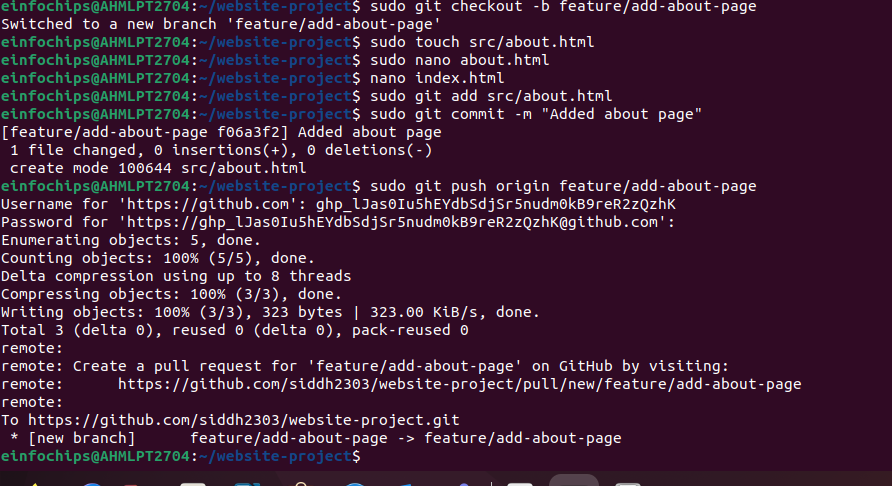 einfochips@AHMLPT2704:~/website-project$ sudo git checkout -b feature/add-about-page
Switched to a new branch 'feature/add-about-page'
einfochips@AHMLPT2704:~/website-project$ sudo touch src/about.html
einfochips@AHMLPT2704:~/website-project$ sudo nano about.html
einfochips@AHMLPT2704:~/website-project$ nano index.html
einfochips@AHMLPT2704:~/website-project$ sudo git add src/about.html
einfochips@AHMLPT2704:~/website-project$ sudo git commit -m "Added about page"
[feature/add-about-page f06a3f2] Added about page
 1 file changed, 0 insertions(+), 0 deletions(-)
 create mode 100644 src/about.html
einfochips@AHMLPT2704:~/website-project$ sudo git push origin feature/add-about-page
Username for 'https://github.com': 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
Password for 'https://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@github.com':
Enumerating objects: 5, done.
Counting objects: 100% (5/5), done.
Delta compression using up to 8 threads
Compressing objects: 100% (3/3), done.
Writing objects: 100% (3/3), 323 bytes | 323.00 KiB/s, done.
Total 3 (delta 0), reused 0 (delta 0), pack-reused 0
remote:
remote: Create a pull request for 'feature/add-about-page' on GitHub by visiting:
remote:      https://github.com/siddh2303/website-project/pull/new/feature/add-about-page
remote:
To https://github.com/siddh2303/website-project.git
 * [new branch]      feature/add-about-page -> feature/add-about-page
einfochips@AHMLPT2704:~/website-project$